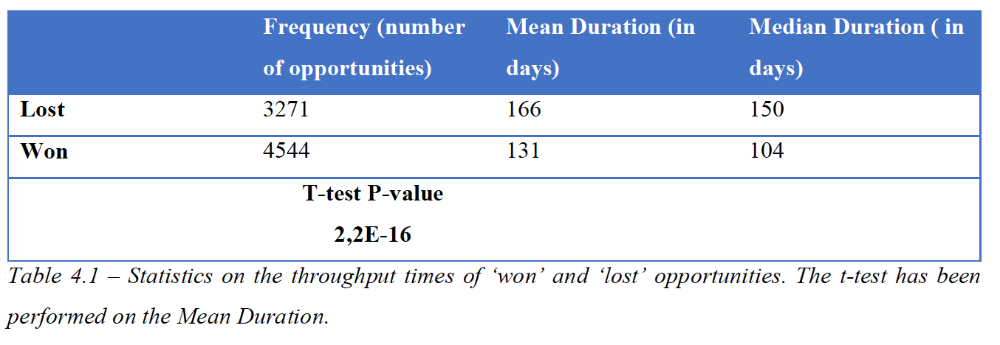 Frequency (number of opportunities) Mean Duration (in days) Median Duration ( in days)
Lost 3271 166 150
Won 4544 131 104
T-test P-value
2,2E-16
Table 4.1 – Statistics on the throughput times of ‘won’ and ‘lost’ opportunities. The t-test has been
performed on the Mean Duration.